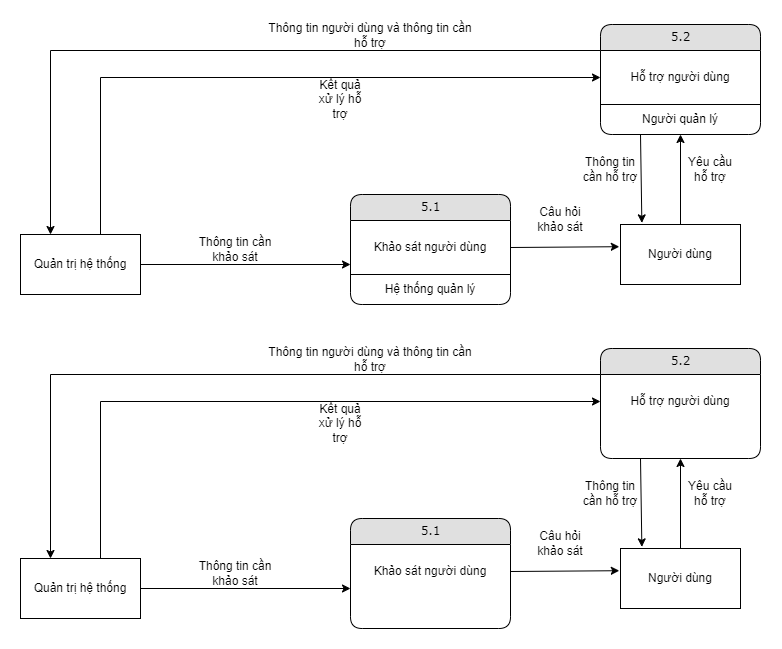 Thông tin người dùng và thông tin cần
hỗ trợ
5.2
Hỗ trợ người dùng
Người quản lý
Kết quả
xử lý hỗ
trợ
Thông tin
cần hỗ trợ
Yêu cầu
hỗ trợ
5.1
Khảo sát người dùng
Hệ thống quản lý
Câu hỏi
khảo sát
Thông tin cần
khảo sát
Quản trị hệ thống
Người dùng
Thông tin người dùng và thông tin cần
hỗ trợ
5.2
Hỗ trợ người dùng
Kết quả
xử lý hỗ
trợ
Thông tin
cần hỗ trợ
Yêu cầu
hỗ trợ
5.1
Khảo sát người dùng
Câu hỏi
khảo sát
Thông tin cần
khảo sát
Quản trị hệ thống
Người dùng